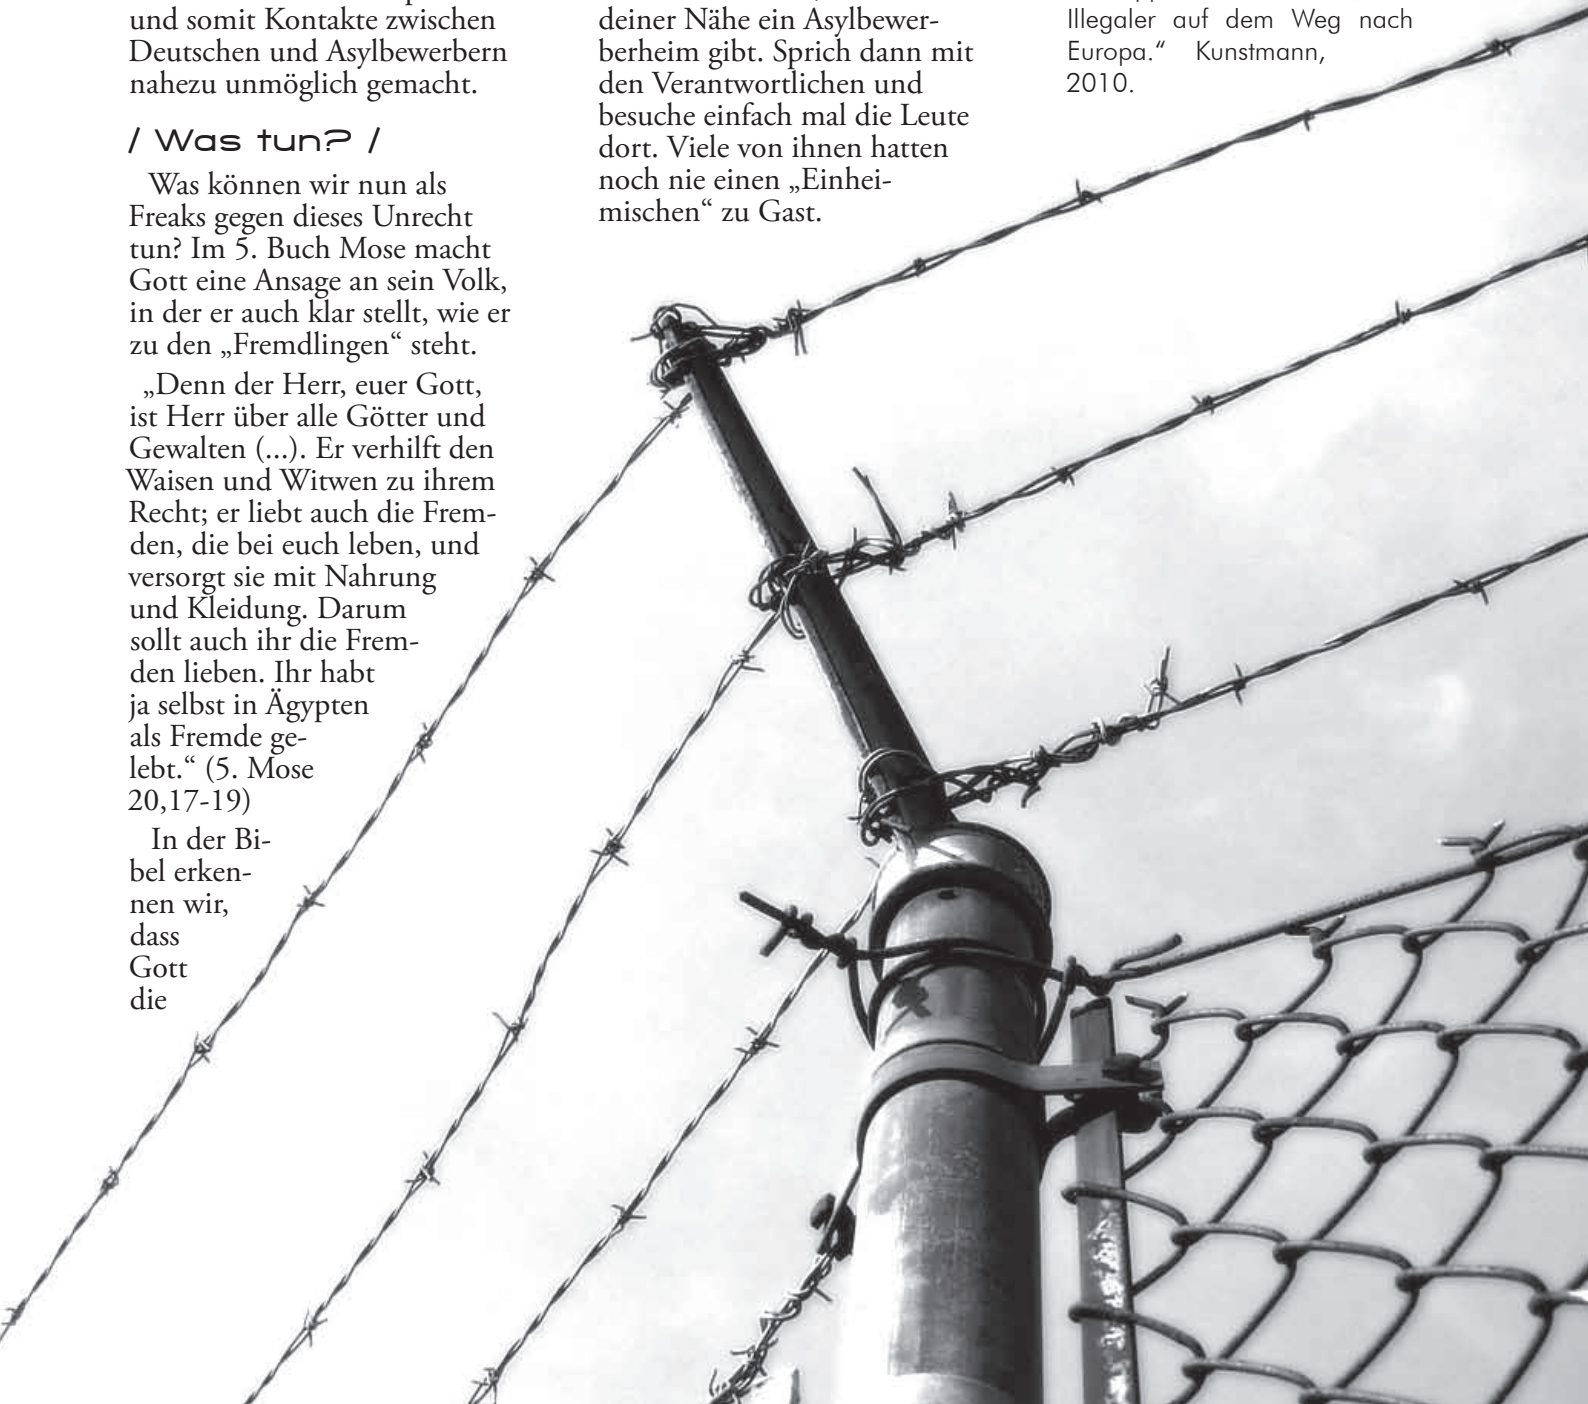 und somit Kontakte zwischen
Deutschen und Asylbewerbern
nahezu unmöglich gemacht.
/ Was tun? /
Was können wir nun als
Freaks gegen dieses Unrecht
tun? Im 5. Buch Mose macht
Gott eine Ansage an sein Volk,
in der er auch klar stellt, wie er
zu den „Fremdlingen“ steht.
„Denn der Herr, euer Gott,
ist Herr über alle Götter und
Gewalten (...). Er verhilft den
Waisen und Witwen zu ihrem
Recht; er liebt auch die Frem-
den, die bei euch leben, und
versorgt sie mit Nahrung
und Kleidung. Darum
sollt auch ihr die Frem-
den lieben. Ihr habt
ja selbst in Ägypten
als Fremde ge-
lebt.“ (5. Mose
20,17-19)
In der Bi-
bel erken-
nen wir,
dass
Gott
die
deiner Nähe ein Asylbewer-
berheim gibt. Sprich dann mit
den Verantwortlichen und
besuche einfach mal die Leute
dort. Viele von ihnen hatten
noch nie einen „Einhei-
mischen“ zu Gast.
Illegaler auf dem Weg nach
Europa.“ Kunstmann,
2010.